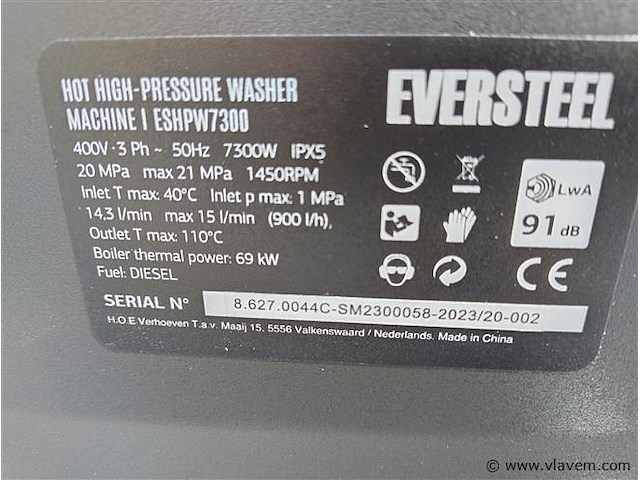 HOT HIGH-PRESSURE WASHER
MACHINE I ESHPW7300
EVERSTEEL
400V ·3 Ph ~ 50Hz 7300W IPX5
20 MPa max 21 MPa 1450RPM
Inlet T max: 40°C Inlet p max: 1 MPa
14.3 l/min max 15 l/min (900 l/h),
Outlet T max: 110°C
Boiler thermal power: 69 kW
Fuel: DIESEL
LWA
91 dB
CE
SERIAL N° 8.627.0044C-SM2300058-2023/20-002
H.O.E Verhoeven T.a.v. Maaij 15. 5556 Valkenswaard / Nederlands. Made in China
© www.vlavem.com